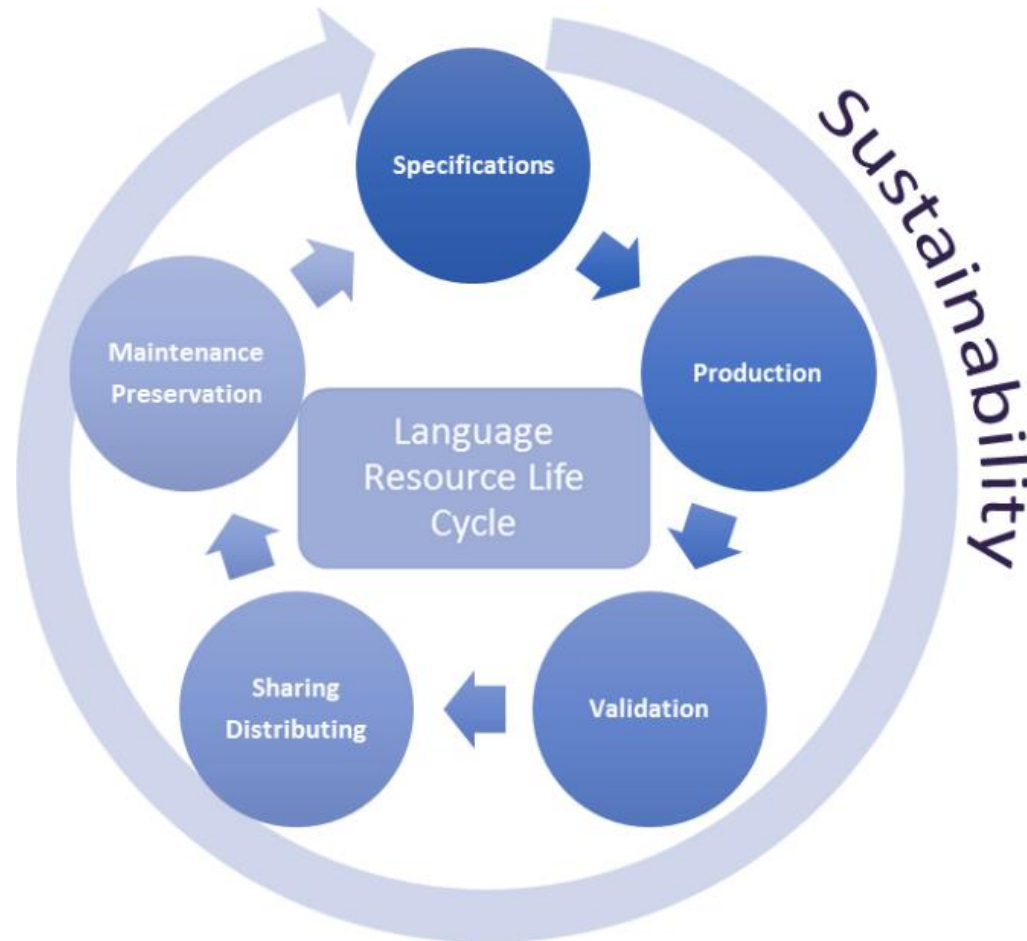 Sustainability
Specifications
Production
Validation
Sharing
Distributing
Maintenance
Preservation
Language
Resource Life
Cycle